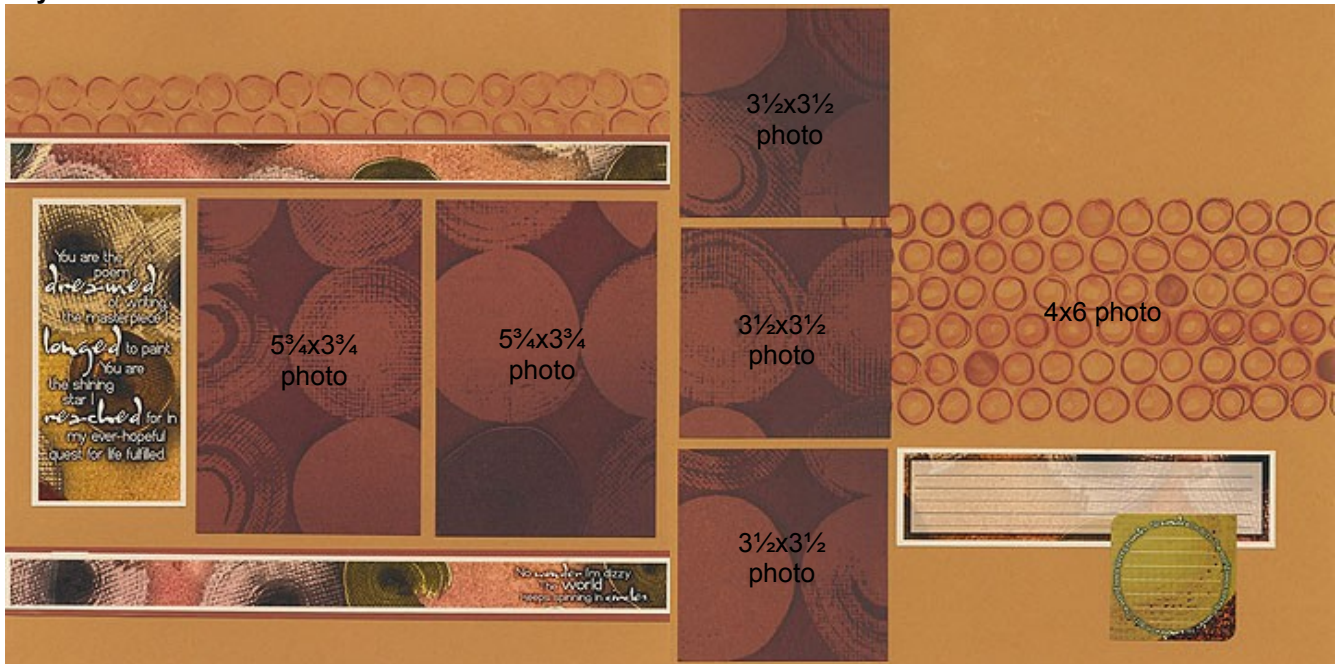 You are the
poem I
dreamed
of writing,
the masterpiece I
longed to paint.
You are
the shining
star I
reached for in
my ever-hopeful
quest for life fulfilled.
5¾x3¾
photo
5¾x3¾
photo
No wonder I'm dizzy
The world
keeps spinning in circles.
3½x3½
photo
3½x3½
photo
3½x3½
photo
4x6 photo